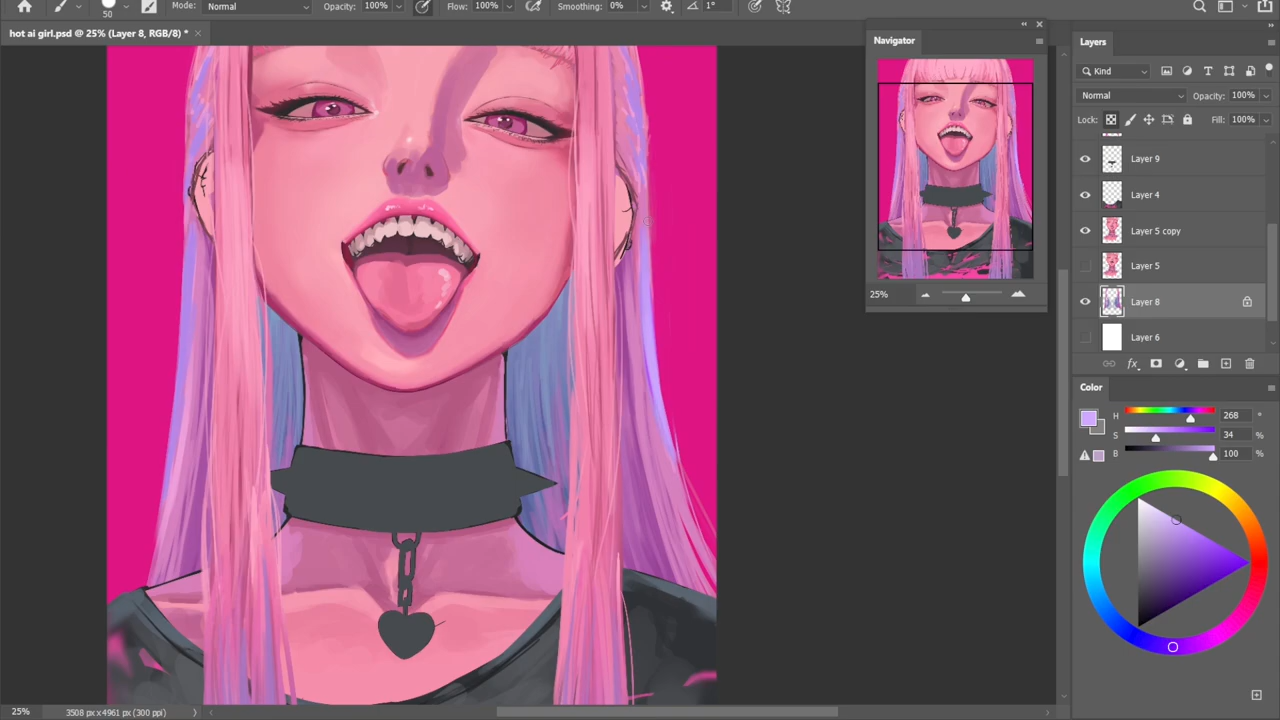 50
Mode: Normal Opacity: 100% Flow: 100% Smoothing: 0% 1°
hot ai girl.psd @ 25% (Layer 8, RGB/8) * ×
Navigator
25%
Layers
Kind
Normal Opacity: 100%
Lock: Fill: 100%
Layer 9
Layer 4
Layer 5 copy
Layer 5
Layer 8
Layer 6
fx
Color
H 268 °
S 34 %
B 100 %
25% 3508 px x 4961 px (300 ppi)